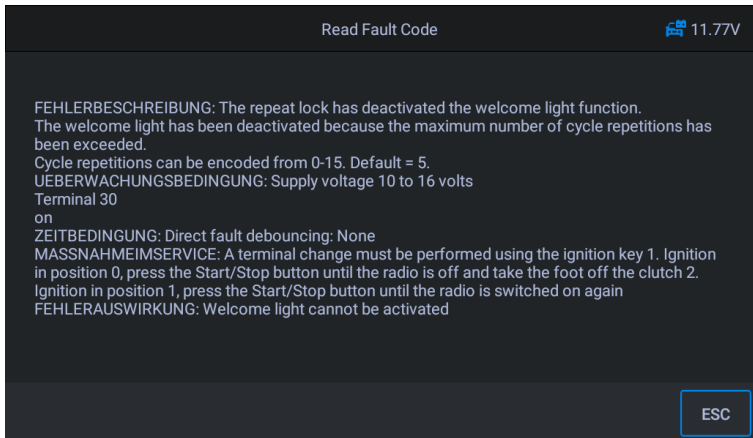 Read Fault Code
11.77V
FEHLERBESCHREIBUNG: The repeat lock has deactivated the welcome light function.
The welcome light has been deactivated because the maximum number of cycle repetitions has
been exceeded.
Cycle repetitions can be encoded from 0-15. Default = 5.
UEBERWACHUNGSBEDINGUNG: Supply voltage 10 to 16 volts
Terminal 30
on
ZEITBEDINGUNG: Direct fault debouncing: None
MASSNAHMEIMSERVICE: A terminal change must be performed using the ignition key 1. Ignition
in position 0, press the Start/Stop button until the radio is off and take the foot off the clutch 2.
Ignition in position 1, press the Start/Stop button until the radio is switched on again
FEHLERAUSWIRKUNG: Welcome light cannot be activated
ESC